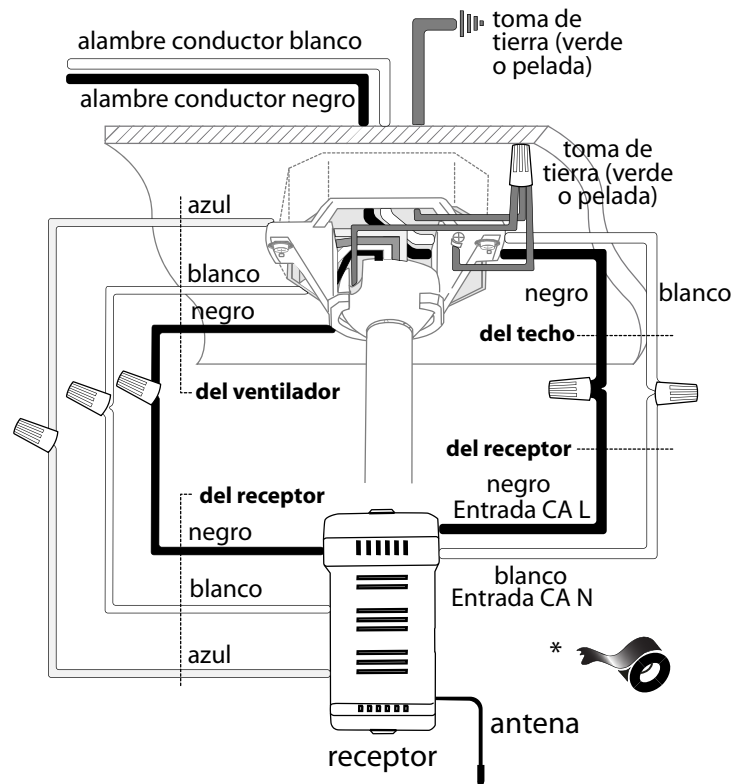 alambre conductor blanco
alambre conductor negro
toma de
tierra (verde
o pelada)
toma de
tierra (verde
o pelada)
azul
blanco
negro
negro
blanco
del techo
del ventilador
del receptor
del receptor
negro
Entrada CA L
negro
blanco
Entrada CA N
blanco
azul
*
antena
receptor